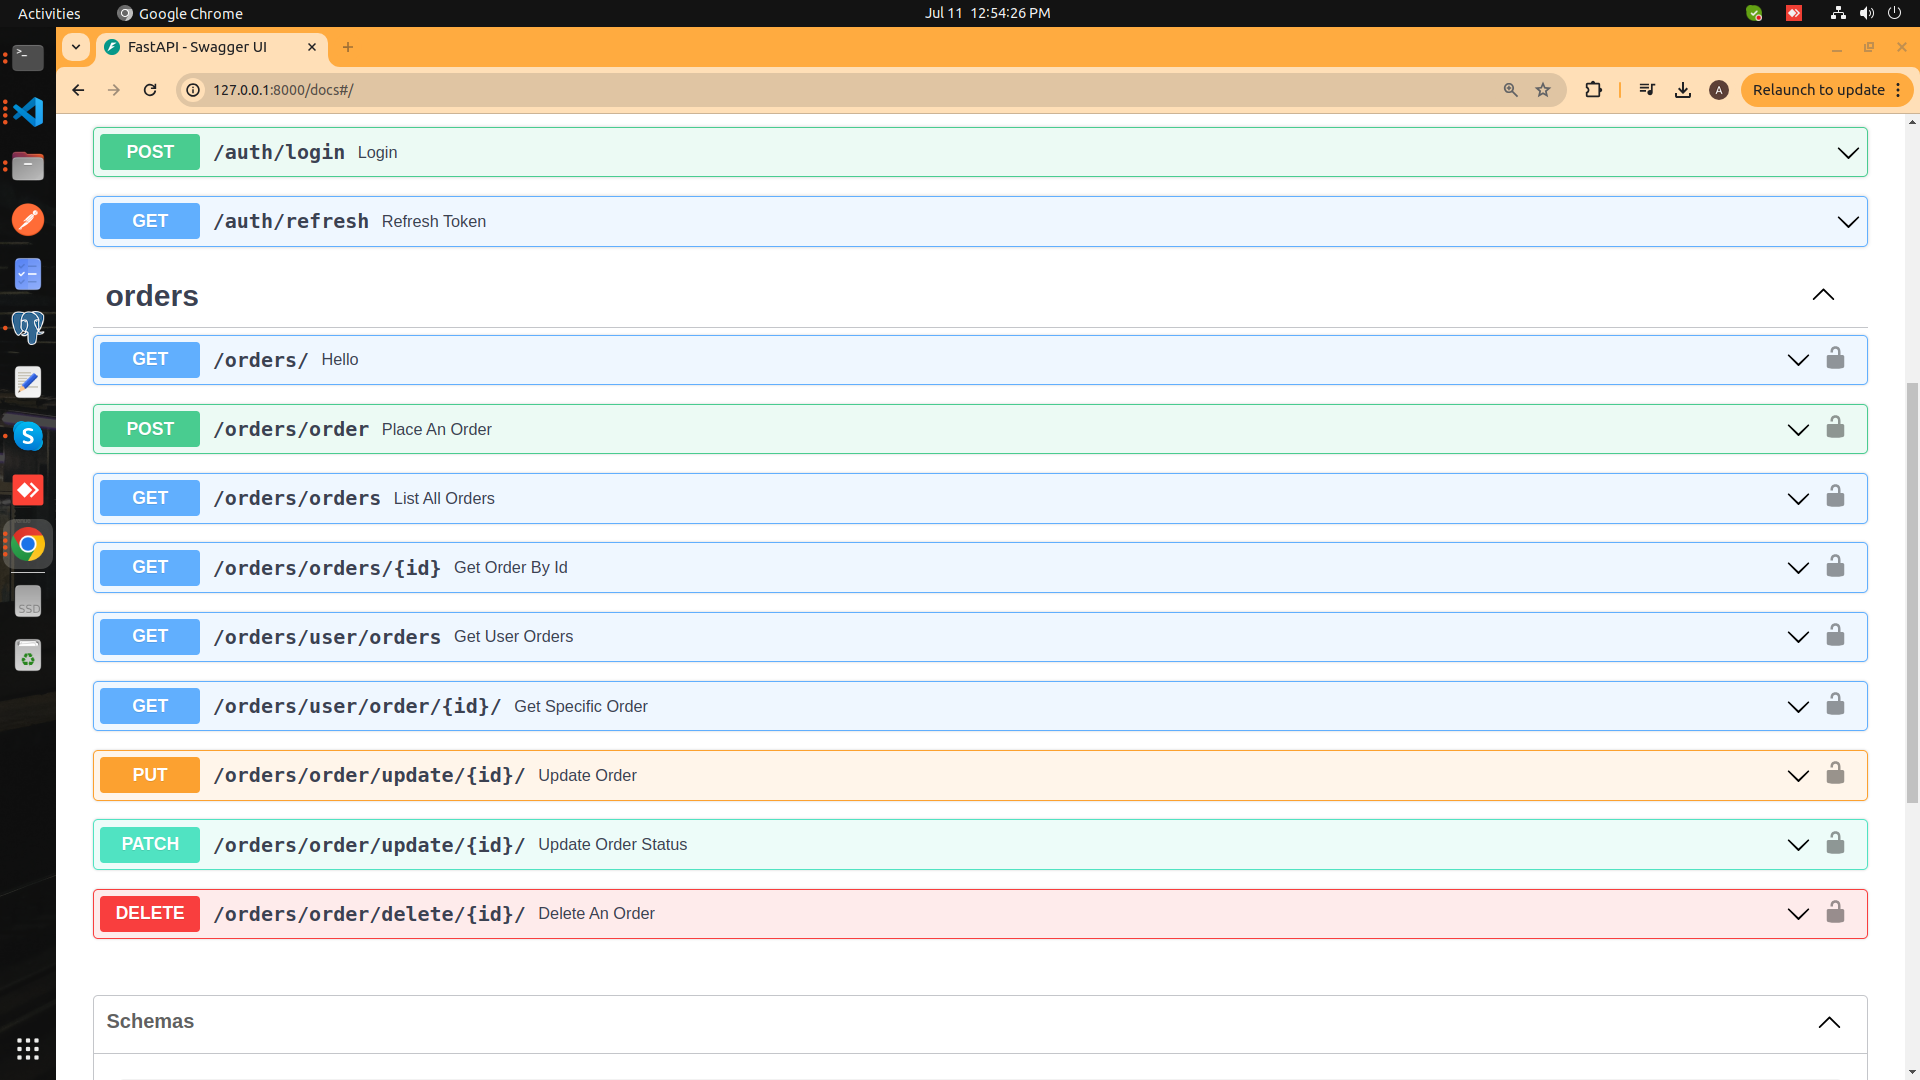 Activities Google Chrome Jul 11 12:54:26 PM
FastAPI - Swagger UI
127.0.0.1:8000/docs#/ A Relaunch to update
POST /auth/login Login
GET /auth/refresh Refresh Token
orders
GET /orders/ Hello
POST /orders/order Place An Order
GET /orders/orders List All Orders
GET /orders/orders/{id} Get Order By Id
GET /orders/user/orders Get User Orders
GET /orders/user/order/{id}/ Get Specific Order
PUT /orders/order/update/{id}/ Update Order
PATCH /orders/order/update/{id}/ Update Order Status
DELETE /orders/order/delete/{id}/ Delete An Order
Schemas
SSD